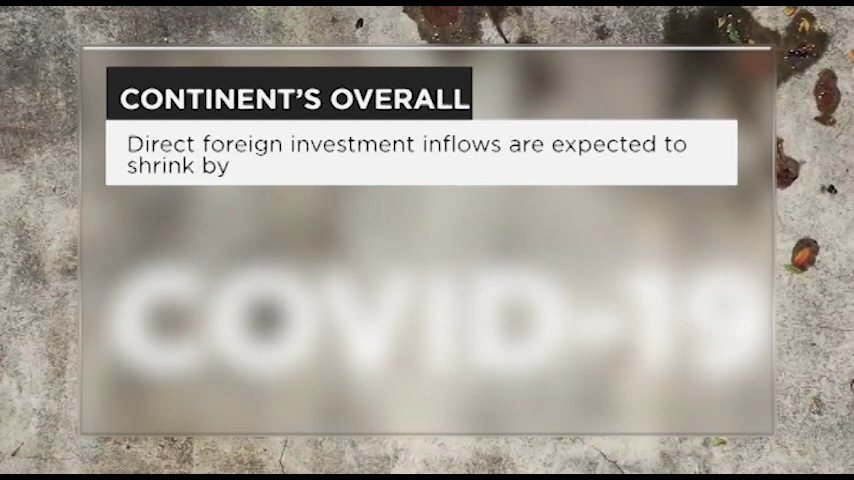 CONTINENT'S OVERALL
Direct foreign investment inflows are expected to
shrink by
COVID-19